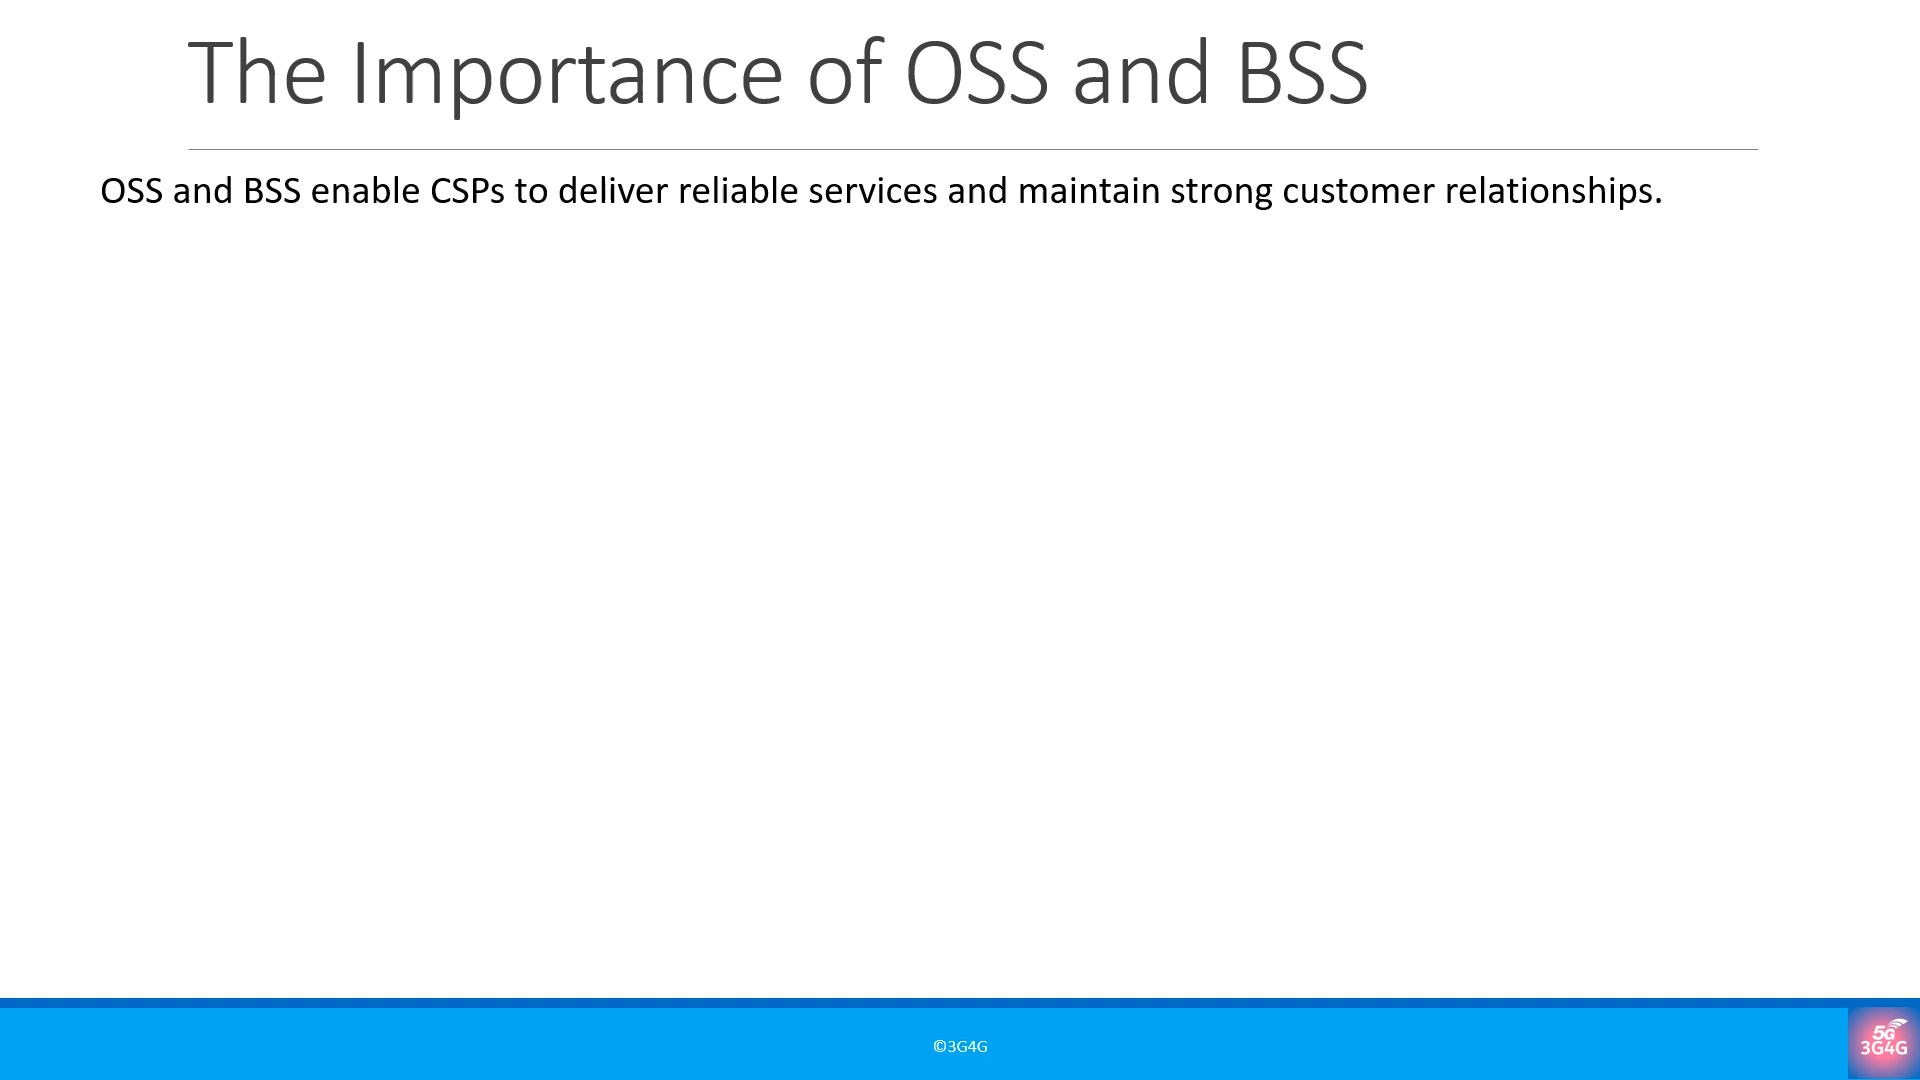 The Importance of OSS and BSS
OSS and BSS enable CSPs to deliver reliable services and maintain strong customer relationships.
©3G4G
5G
3G4G